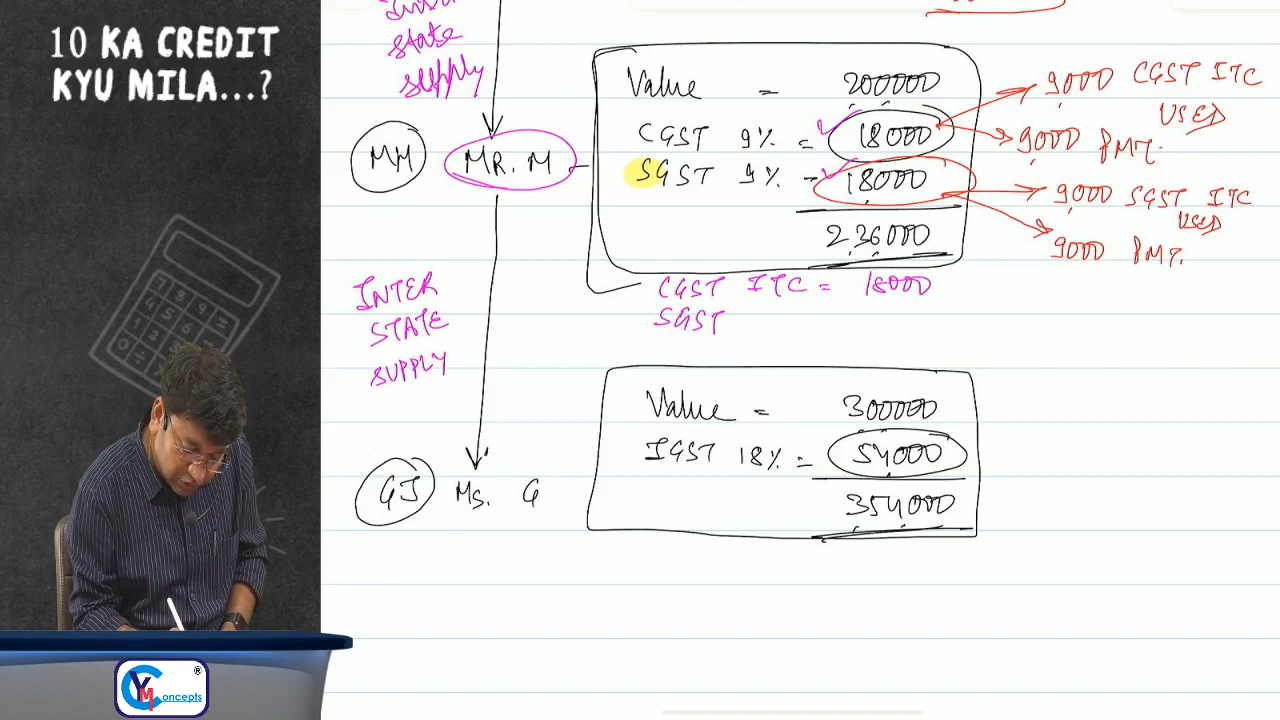 10 KA CREDIT
KYU MILA...?
state
supply
Value = 200000
CGST 9% = 18000
SGST 9% - 18000
236000
9000 CGST ITC
USED
9000 PMT.
9000 SGST ITC
USED
9000 PMT.
MH MR. M
CGST ITC = 18000
SGST
INTER
STATE
SUPPLY
Value = 300000
IGST 18% = 54000
354000
GJ Ms. G
YM Concepts ®